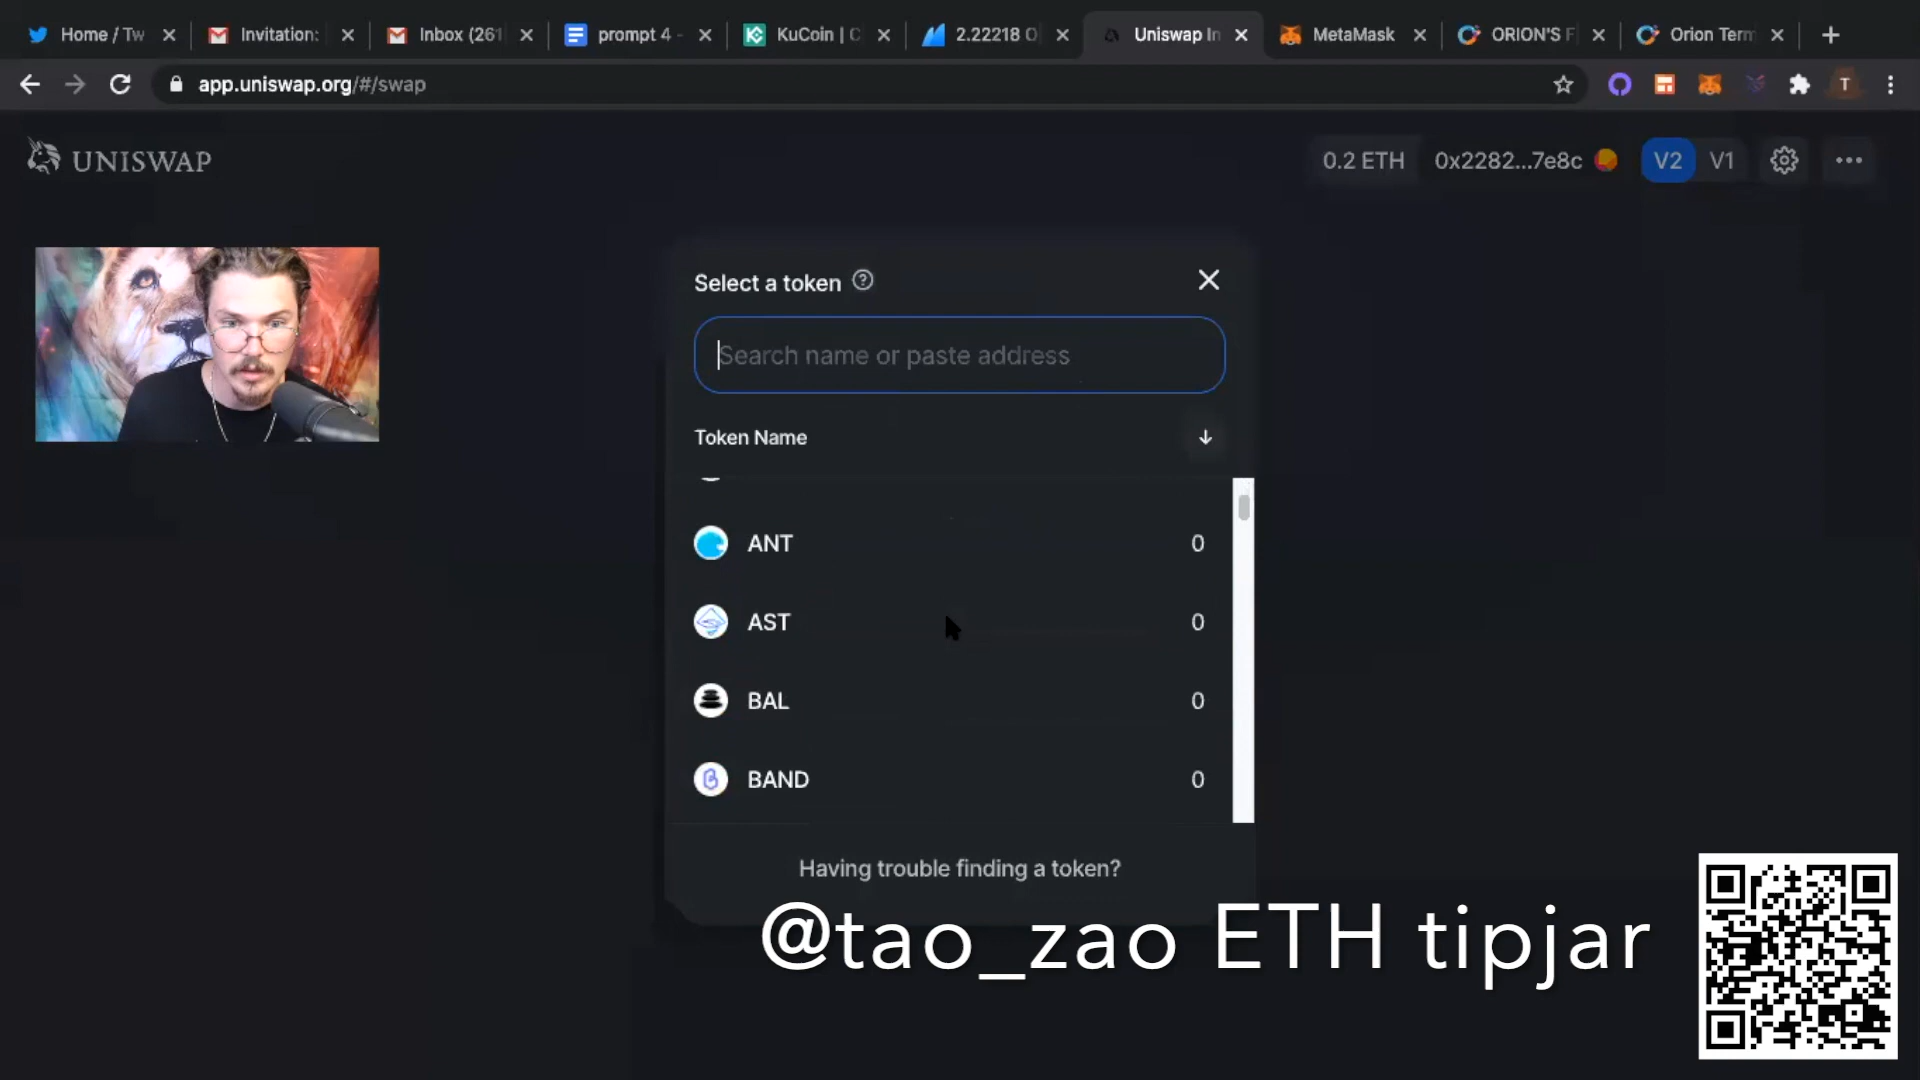 Home / Tw
Invitation:
Inbox (261
prompt 4 -
KuCoin | C
2.22218 O
Uniswap In
MetaMask
ORION'S F
Orion Term
app.uniswap.org/#/swap
T
UNISWAP
0.2 ETH
0x2282...7e8c
V2
V1
Select a token
Search name or paste address
Token Name
ANT 0
AST 0
BAL 0
BAND 0
Having trouble finding a token?
@tao_zao ETH tipjar